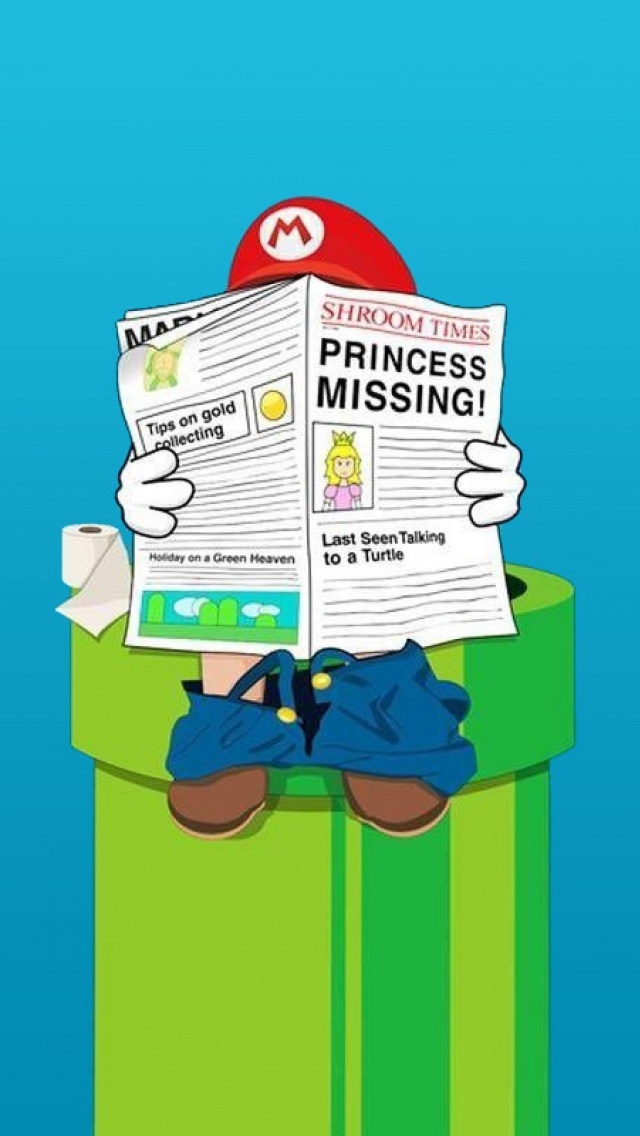 M
SHROOM TIMES
PRINCESS
MISSING!
Last Seen Talking
to a Turtle
Tips on gold
collecting
Holiday on a Green Heaven